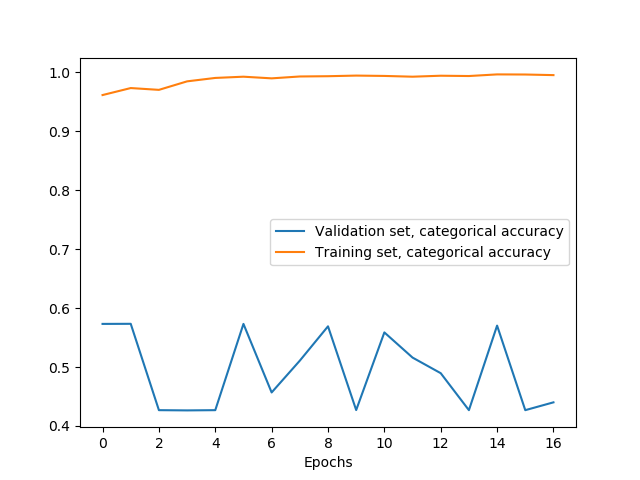 1.0
0.9
0.8
0.7
0.6
0.5
0.4
Validation set, categorical accuracy
Training set, categorical accuracy
0 2 4 6 8 10 12 14 16
Epochs